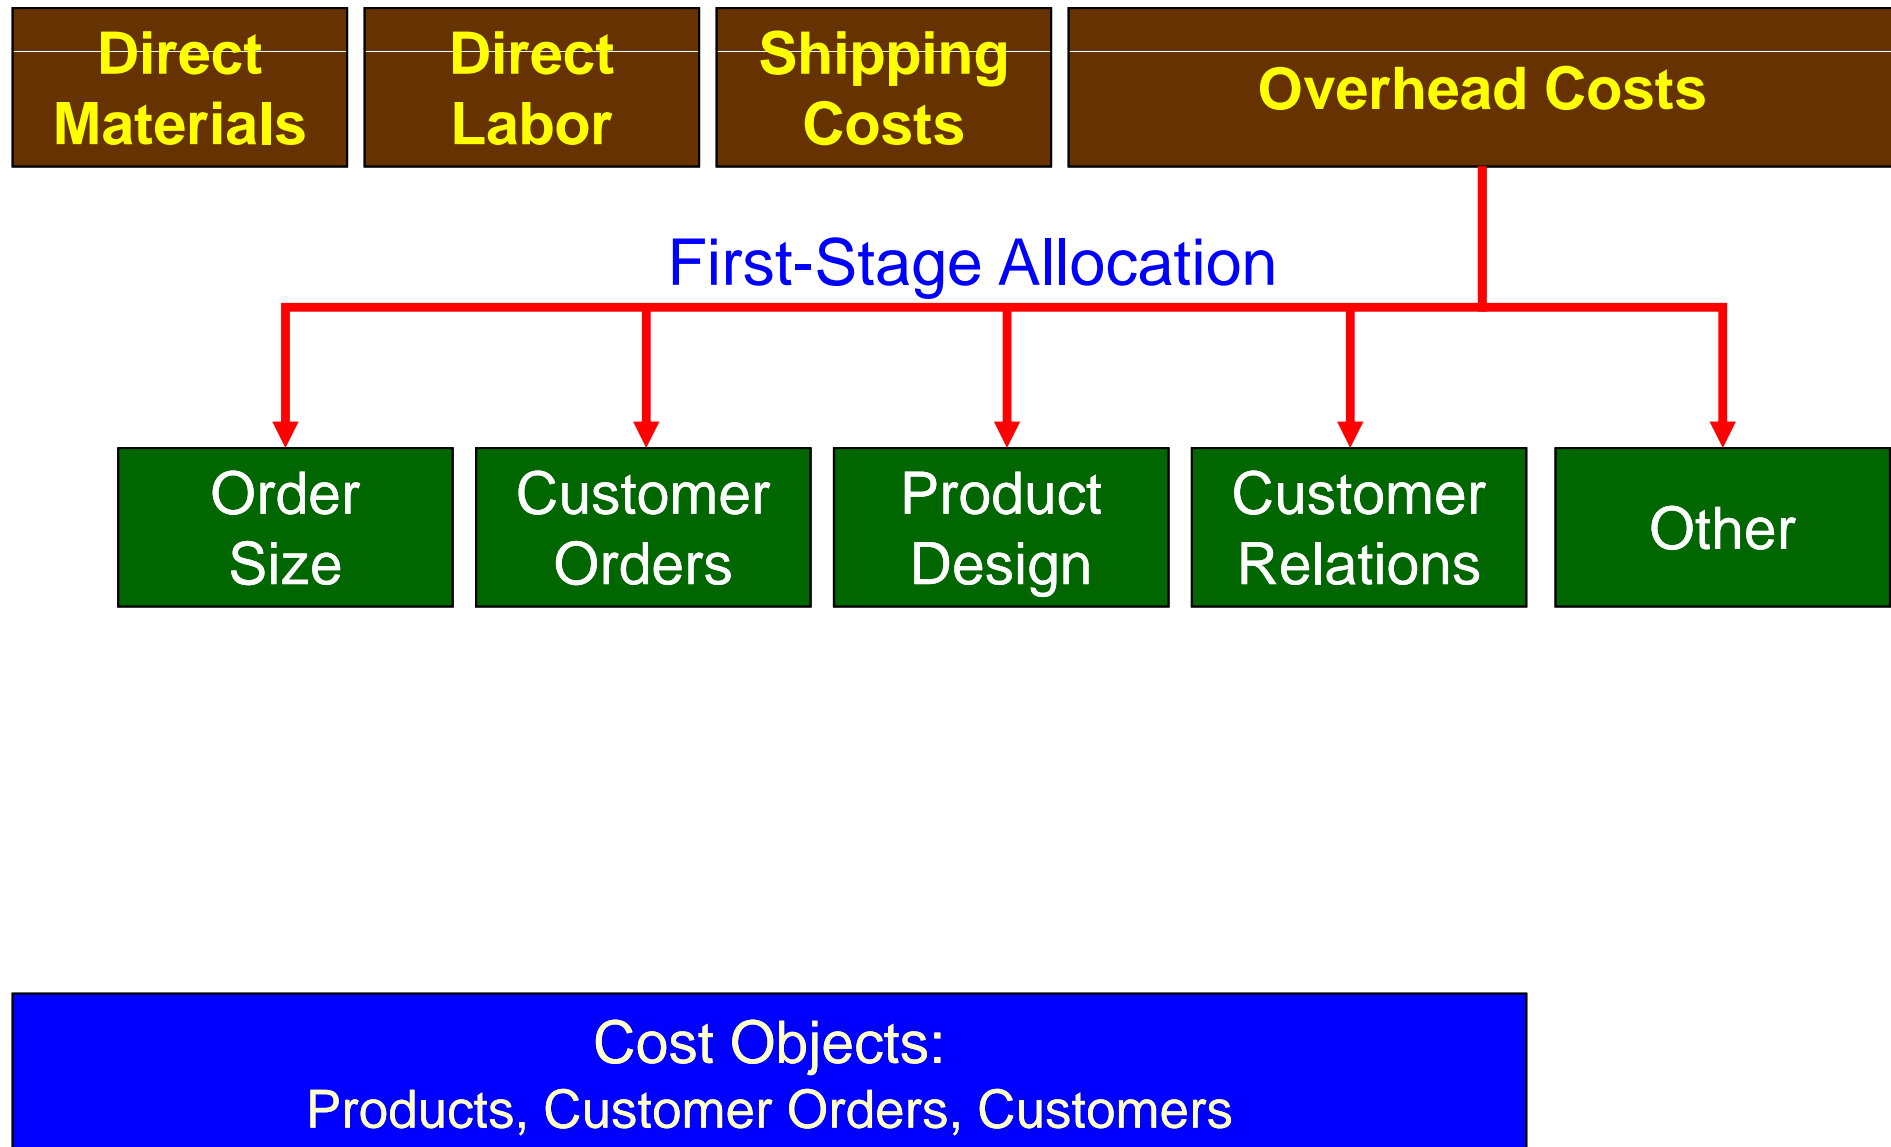 Direct
Materials
Direct
Labor
Shipping
Costs
Overhead Costs
First-Stage Allocation
Order
Size
Customer
Orders
Product
Design
Customer
Relations
Other
Cost Objects:
Products, Customer Orders, Customers